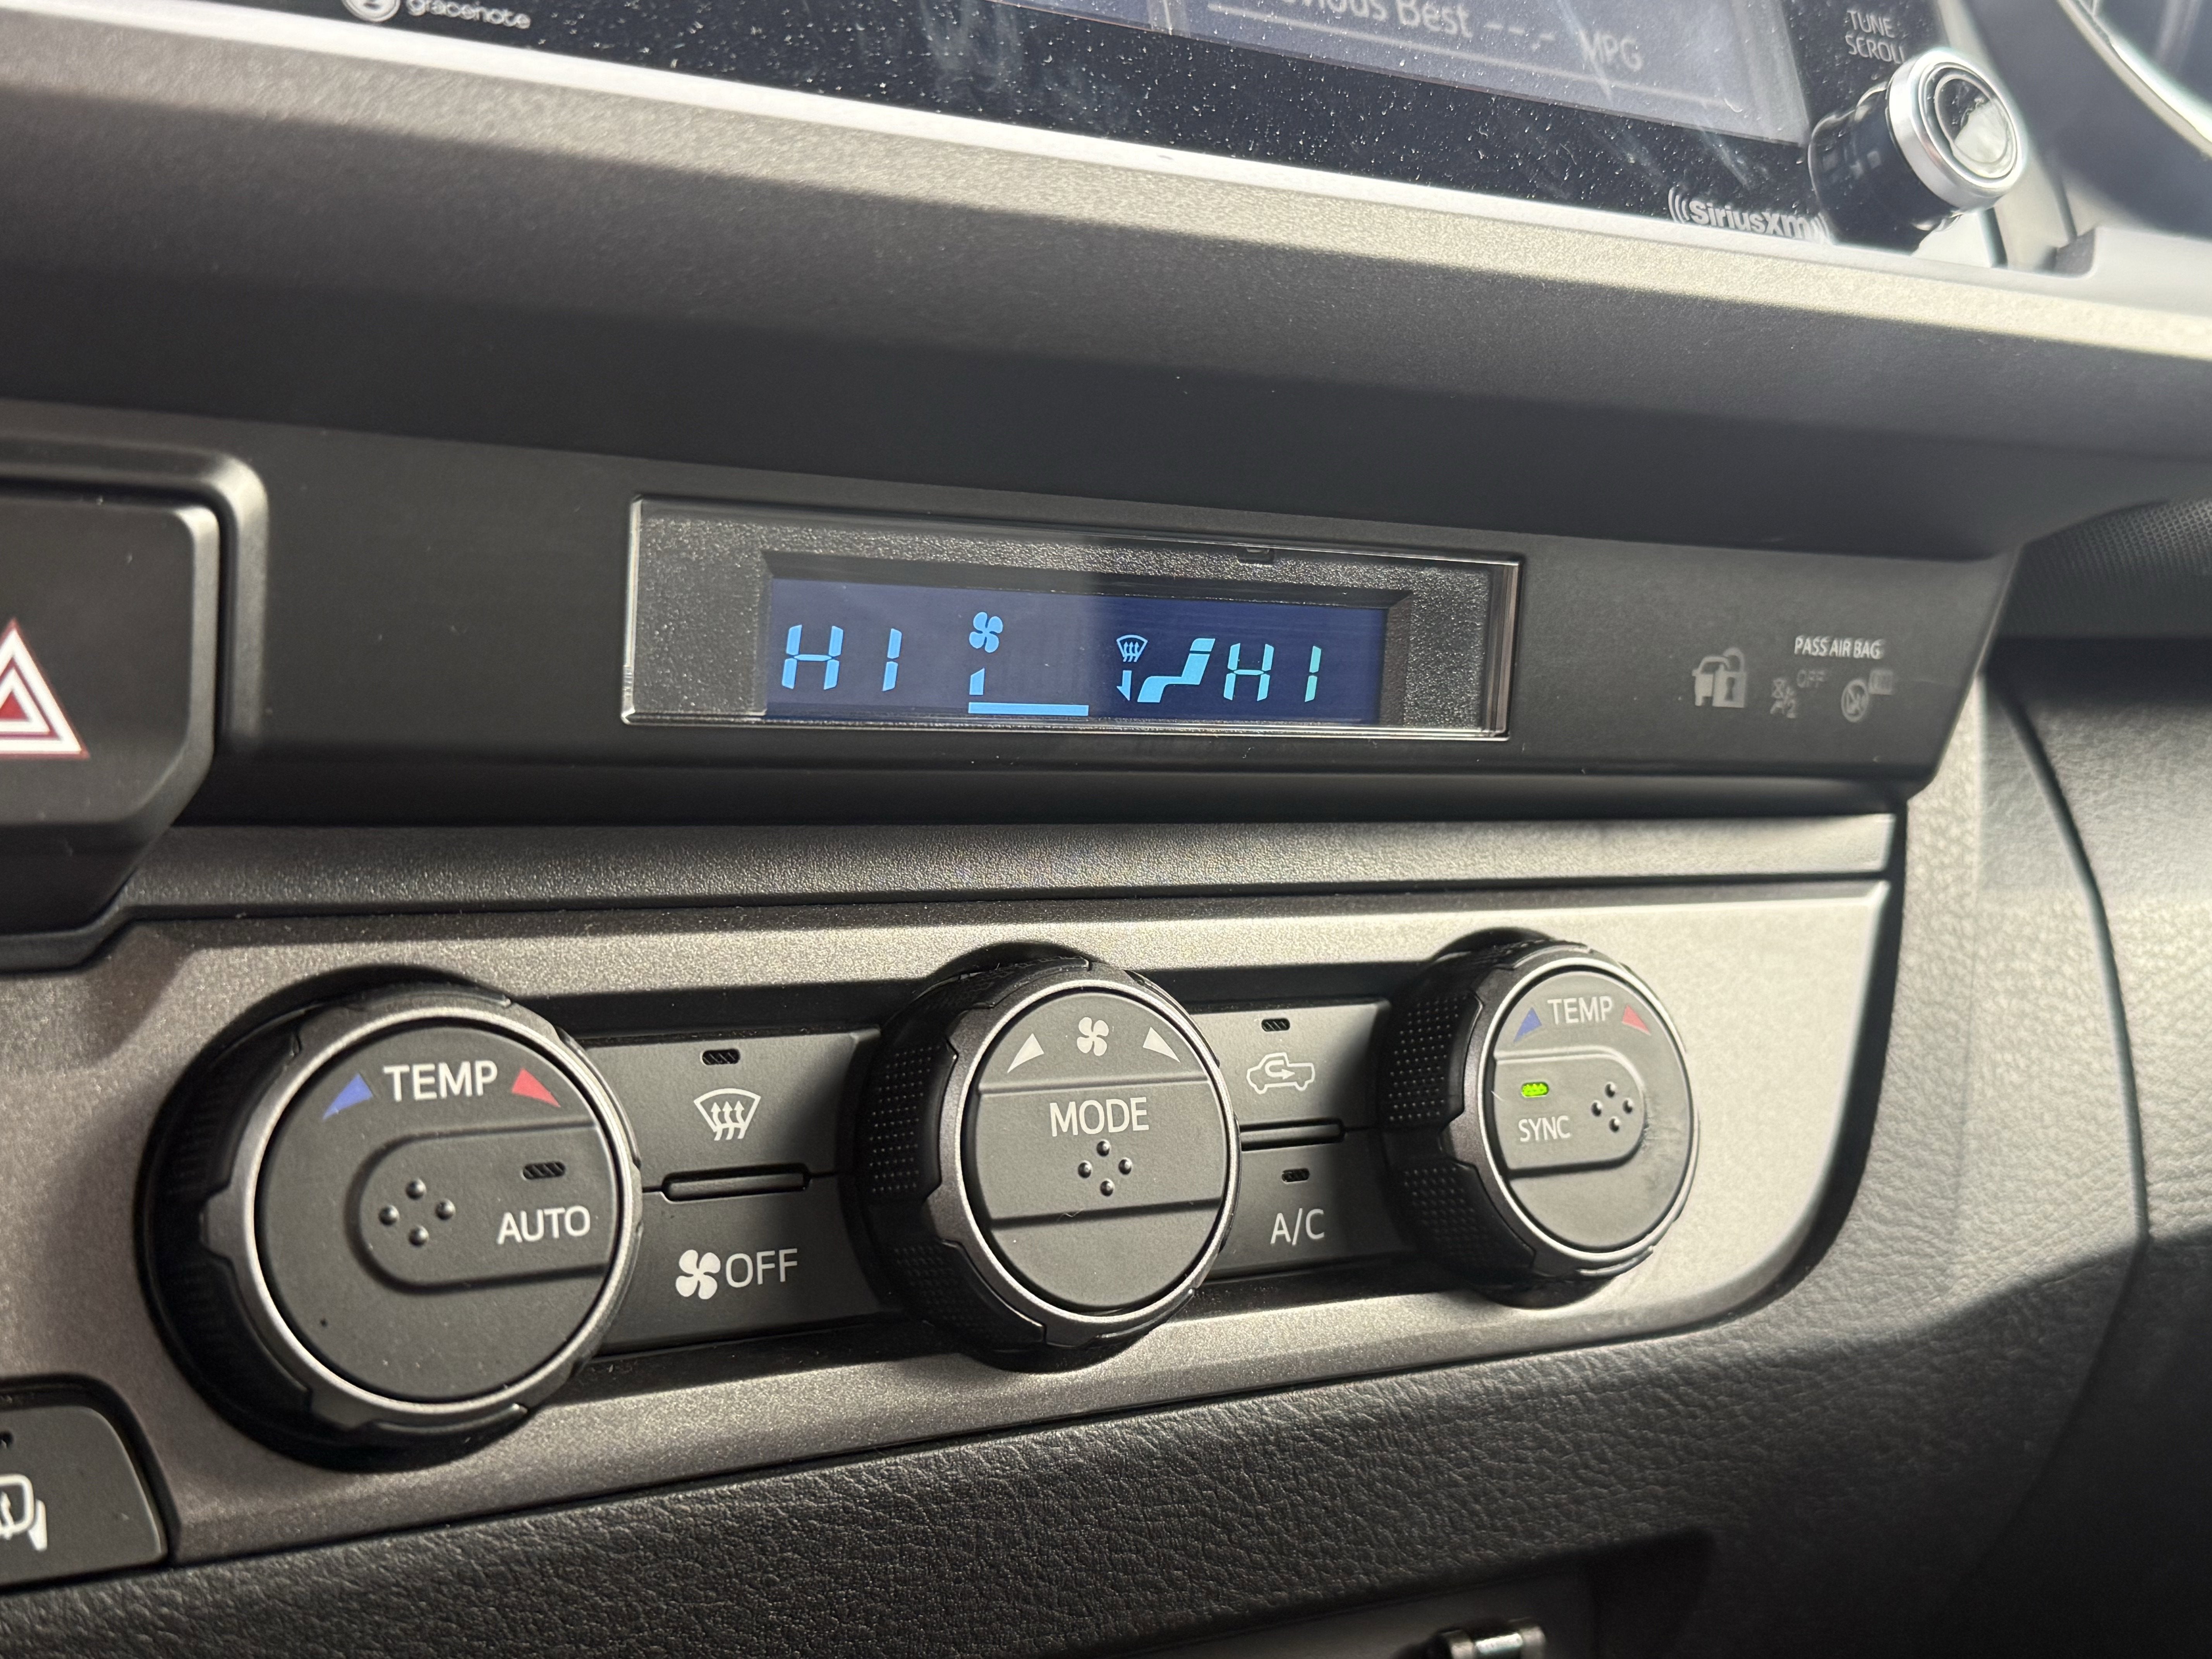 gracenote
Previous Best --.- MPG
TUNE
SCROLL
SiriusXM
HI
HI
PASS AIR BAG
OFF
TEMP
AUTO
OFF
MODE
A/C
TEMP
SYNC